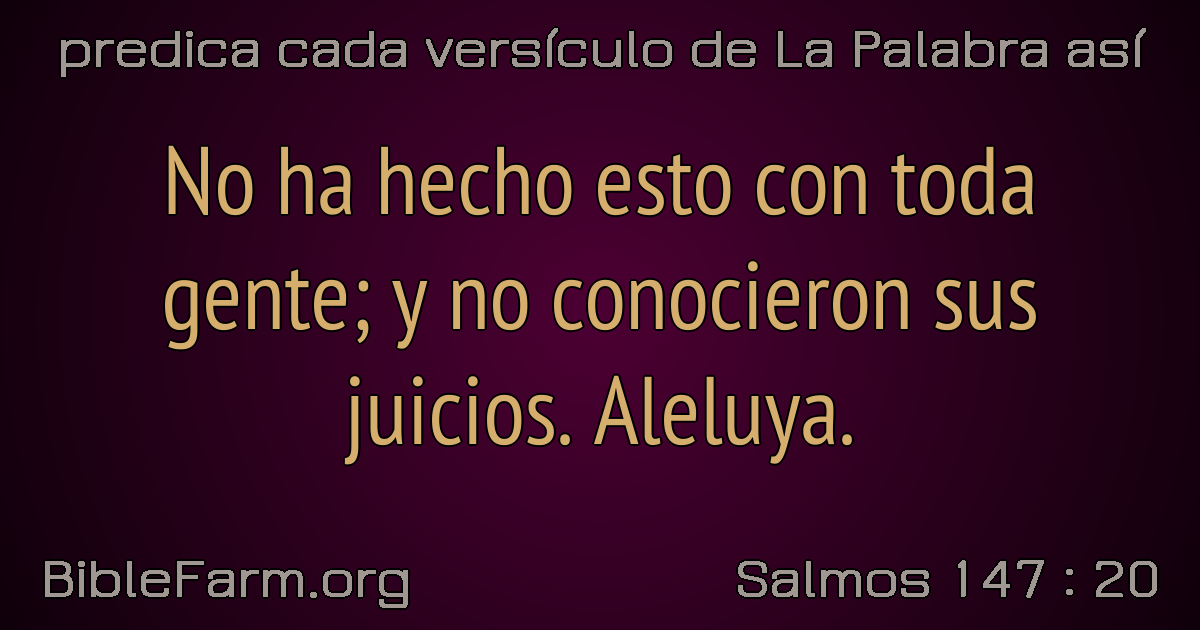 predica cada versículo de La Palabra así
No ha hecho esto con toda
gente; y no conocieron sus
juicios. Aleluya.
BibleFarm.org
Salmos 147 : 20